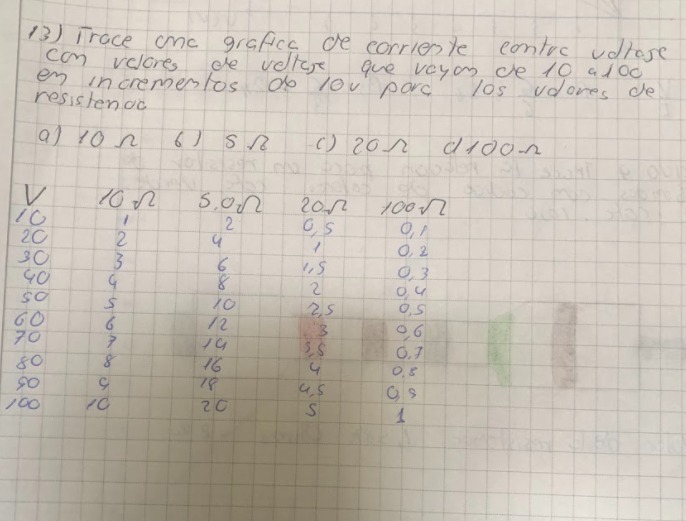 13) Trace una grafica de corriente contra voltase
con valores de voltase que vayan de 10 a 100
en incrementos de 10v para los valores de
resistencia
a) 10 Ω b) 5 Ω c) 20 Ω d 100 Ω
V 10 Ω 5,0 Ω 20 Ω 100 Ω
10 1 2 0,5 0,1
20 2 4 1 0,2
30 3 6 1,5 0,3
40 4 8 2 0,4
50 5 10 2,5 0,5
60 6 12 3 0,6
70 7 14 3,5 0,7
80 8 16 4 0,8
90 9 18 4,5 0,9
100 10 20 5 1